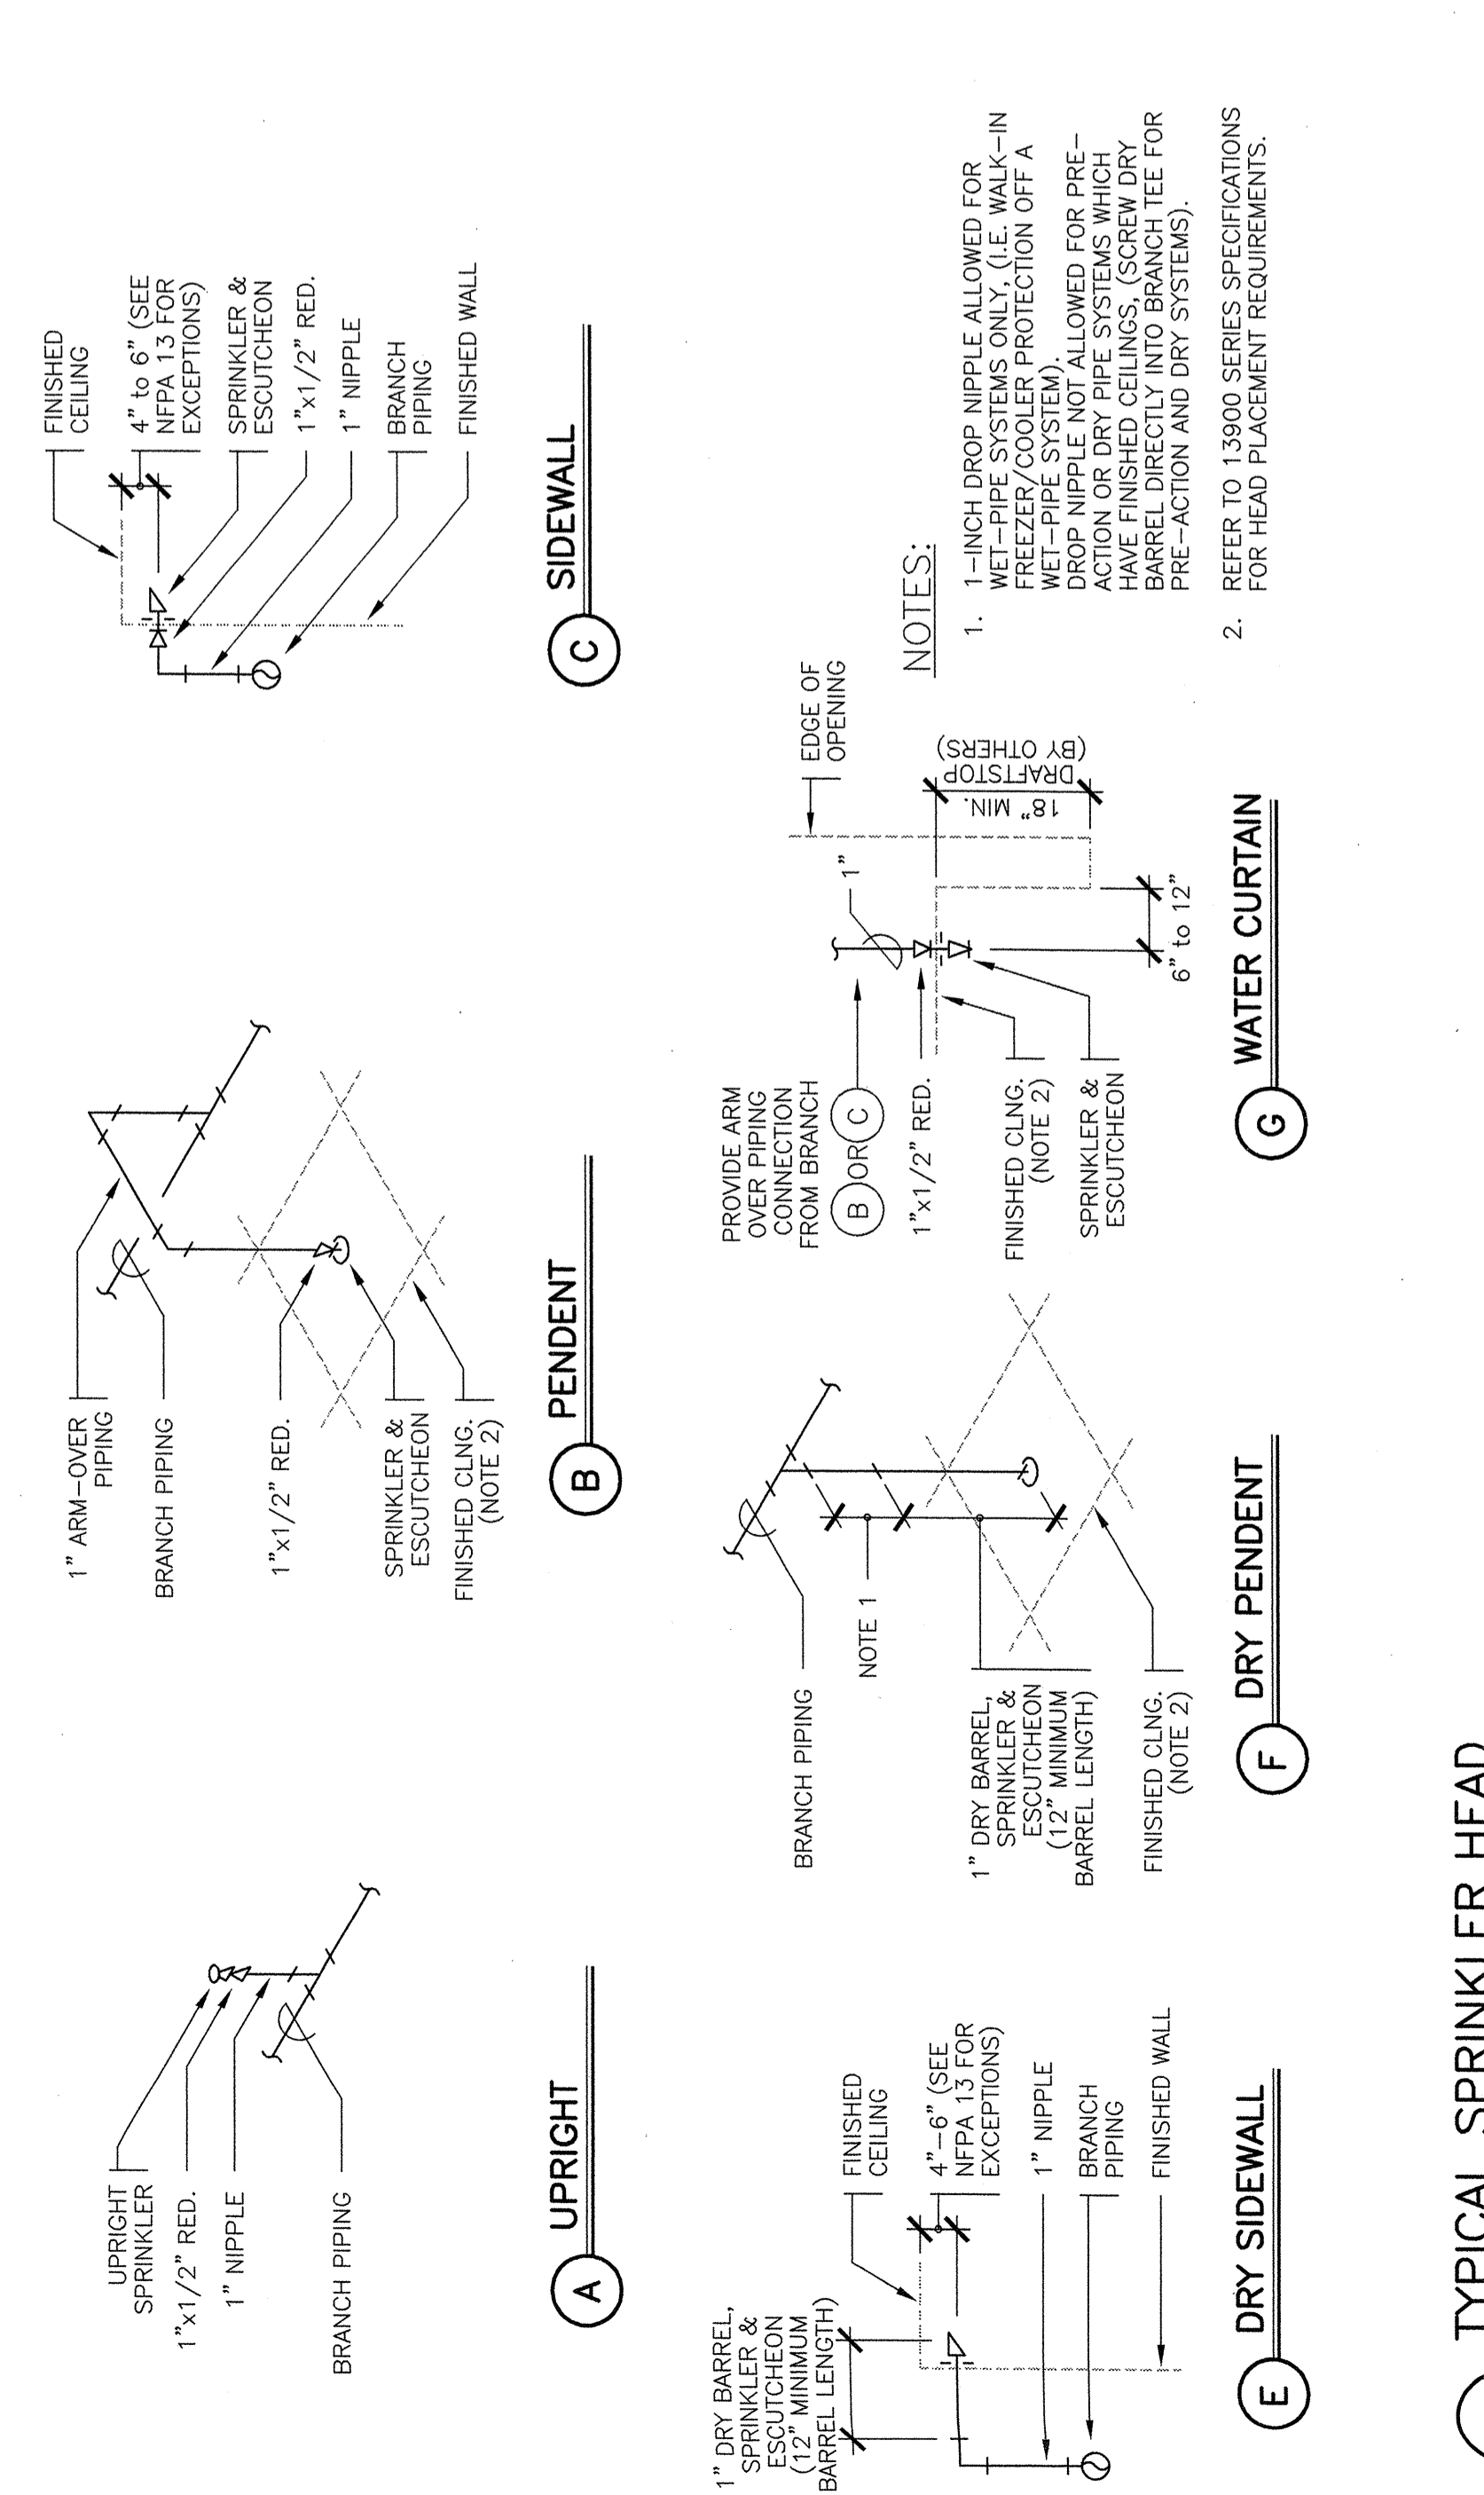 UPRIGHT
SPRINKLER
1"x1/2" RED.
1" NIPPLE
BRANCH PIPING
A
UPRIGHT
1" ARM-OVER
PIPING
BRANCH PIPING
1"x1/2" RED.
SPRINKLER &
ESCUTCHEON
FINISHED CLNG.
(NOTE 2)
B
PENDENT
FINISHED
CEILING
4" to 6" (SEE
NFPA 13 FOR
EXCEPTIONS)
SPRINKLER &
ESCUTCHEON
1"x1/2" RED.
1" NIPPLE
BRANCH
PIPING
FINISHED WALL
C
SIDEWALL
1" DRY BARREL,
SPRINKLER &
ESCUTCHEON
(12" MINIMUM
BARREL LENGTH)
FINISHED
CEILING
4"-6" (SEE
NFPA 13 FOR
EXCEPTIONS)
1" NIPPLE
BRANCH
PIPING
FINISHED WALL
E
DRY SIDEWALL
BRANCH PIPING
NOTE 1
1" DRY BARREL,
SPRINKLER &
ESCUTCHEON
(12" MINIMUM
BARREL LENGTH)
FINISHED CLNG.
(NOTE 2)
F
DRY PENDENT
PROVIDE ARM
OVER PIPING
CONNECTION
FROM BRANCH
B OR C
1"x1/2" RED.
FINISHED CLNG.
(NOTE 2)
SPRINKLER &
ESCUTCHEON
1"
EDGE OF
OPENING
18" MIN.
DRAFTSTOP
(BY OTHERS)
6" to 12"
G
WATER CURTAIN
NOTES:
1. 1-INCH DROP NIPPLE ALLOWED FOR
WET-PIPE SYSTEMS ONLY, (I.E. WALK-IN
FREEZER/COOLER PROTECTION OFF A
WET-PIPE SYSTEM).
DROP NIPPLE NOT ALLOWED FOR PRE-
ACTION OR DRY PIPE SYSTEMS WHICH
HAVE FINISHED CEILINGS, (SCREW DRY
BARREL DIRECTLY INTO BRANCH TEE FOR
PRE-ACTION AND DRY SYSTEMS).
2. REFER TO 13900 SERIES SPECIFICATIONS
FOR HEAD PLACEMENT REQUIREMENTS.
TYPICAL SPRINKLER HEAD